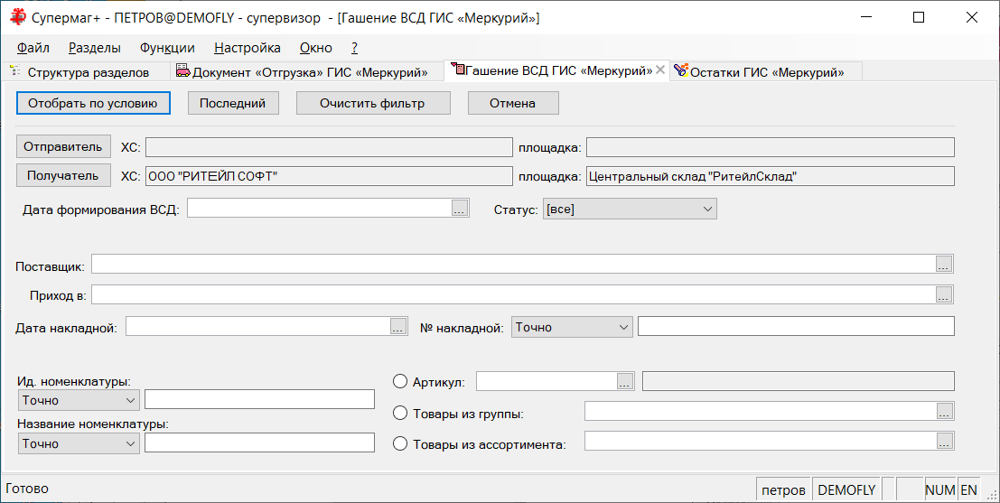 Супермаг+ - ПЕТРОВ@DEMOFLY - супервизор - [Гашение ВСД ГИС «Меркурий»]
Файл Разделы Функции Настройка Окно ?
Структура разделов Документ «Отгрузка» ГИС «Меркурий» Гашение ВСД ГИС «Меркурий» Остатки ГИС «Меркурий»
Отобрать по условию Последний Очистить фильтр Отмена
Отправитель ХС: площадка:
Получатель ХС: ООО "РИТЕЙЛ СОФТ" площадка: Центральный склад "РитейлСклад"
Дата формирования ВСД: ... Статус: [все]
Поставщик: ...
Приход в: ...
Дата накладной: ... № накладной: Точно
Ид. номенклатуры:
Точно
Артикул: ...
Товары из группы: ...
Название номенклатуры:
Точно
Товары из ассортимента: ...
Готово петров DEMOFLY NUM EN